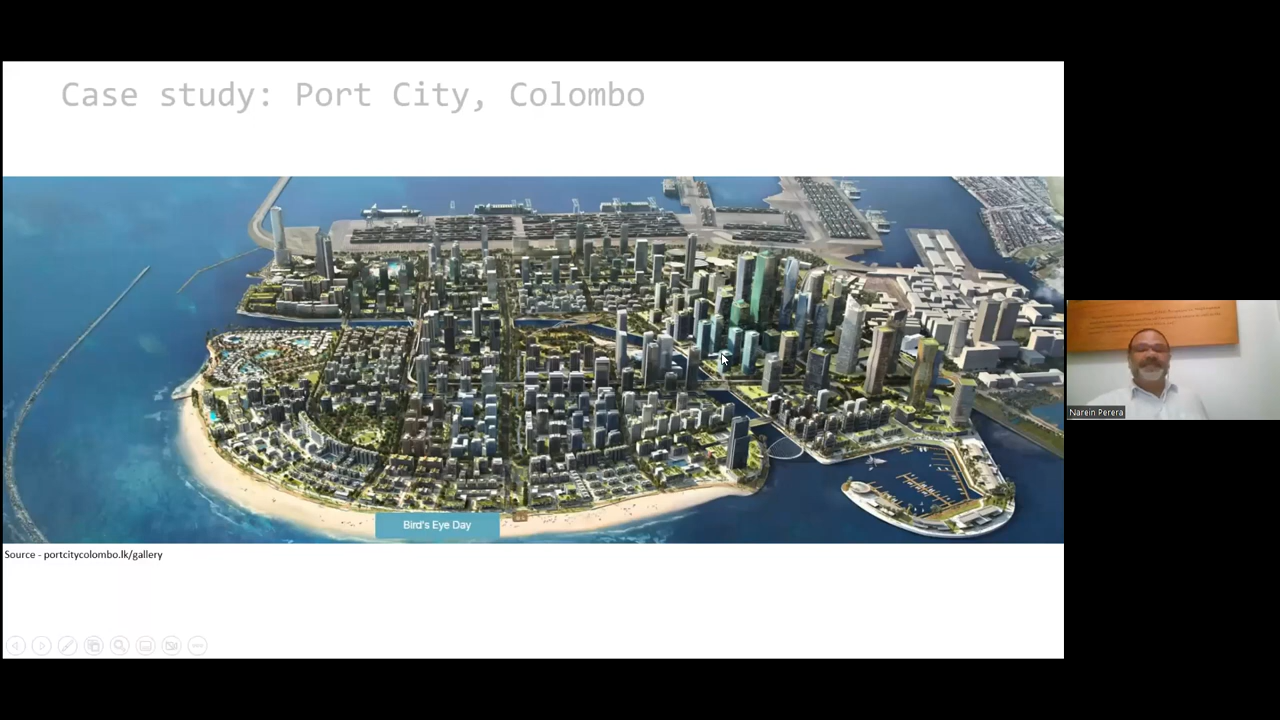 Case study: Port City, Colombo
Bird's Eye Day
Source - portcitycolombo.lk/gallery
Narein Perera